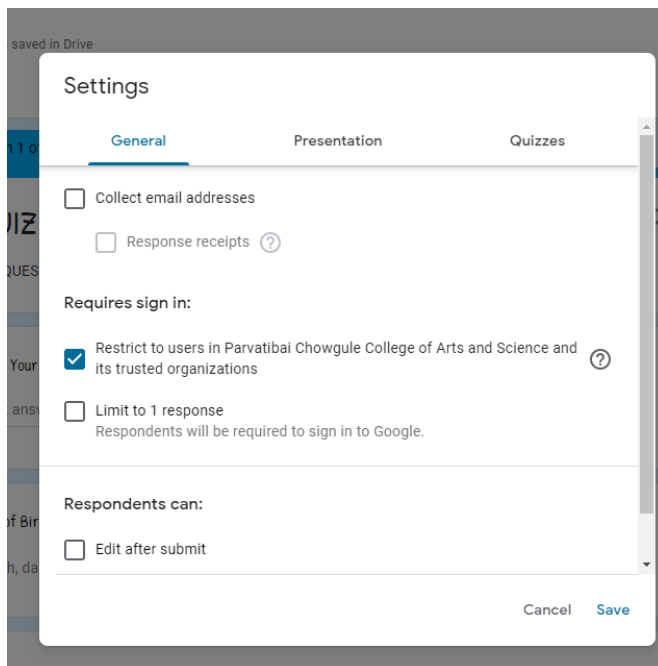 saved in Drive
Settings
General Presentation Quizzes
Collect email addresses
Response receipts ?
Requires sign in:
Restrict to users in Parvatibai Chowgule College of Arts and Science and
its trusted organizations ?
Limit to 1 response
Respondents will be required to sign in to Google.
Your
Respondents can:
Edit after submit
Cancel Save